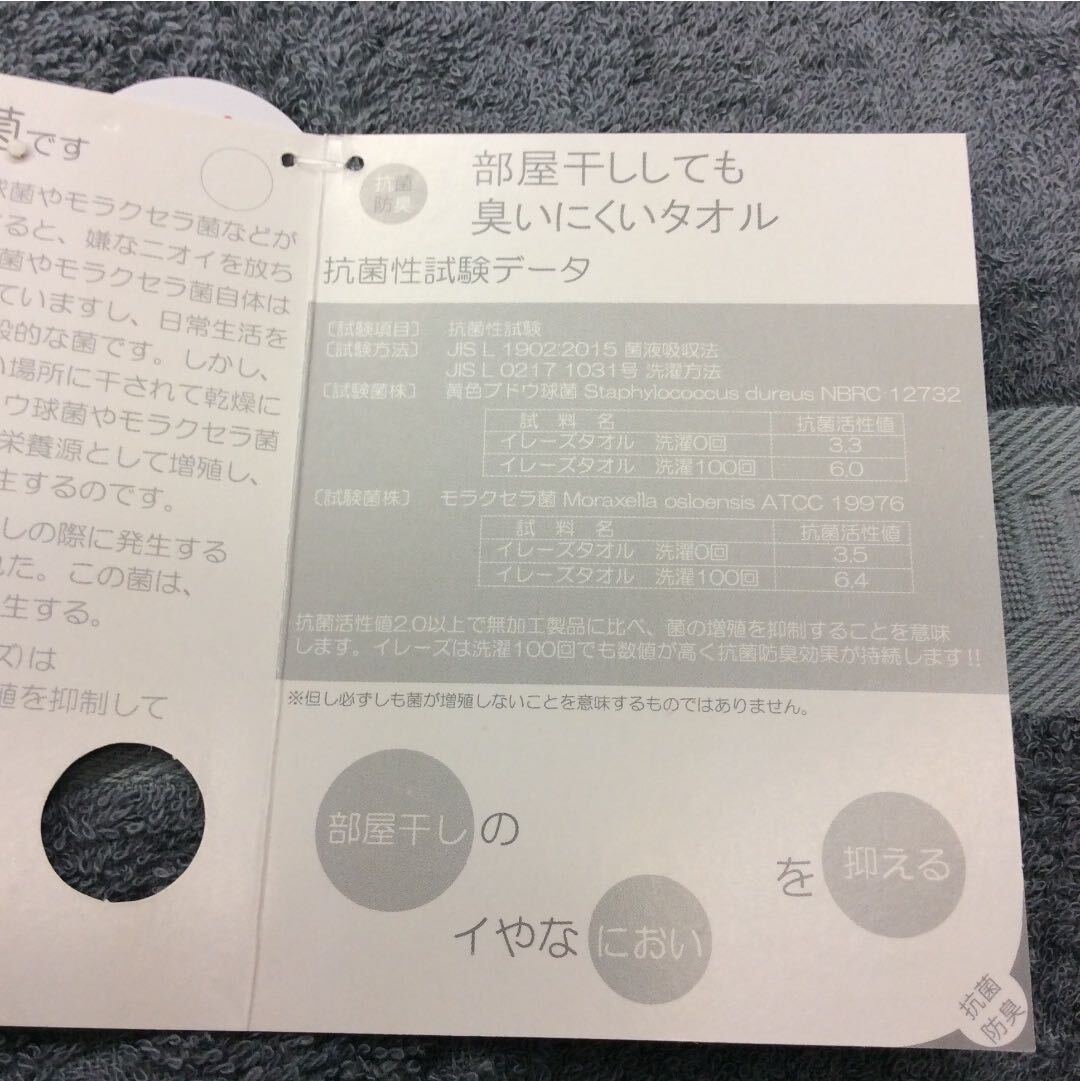 菌です
球菌やモラクセラ菌などが
すると、嫌なニオイを放ち
菌やモラクセラ菌自体は
ていますし、日常生活を
般的な菌です。しかし、
い場所に干されて乾燥に
ウ球菌やモラクセラ菌
栄養源として増殖し、
生するのです。
しの際に発生する
れた。この菌は、
生する。
ズ)は
殖を抑制して
抗菌
防臭
部屋干ししても
臭いにくいタオル
抗菌性試験データ
〔試験項目〕 抗菌性試験
〔試験方法〕 JIS L 1902:2015 菌液吸収法
JIS L 0217 1031号 洗濯方法
〔試験菌株〕 黄色ブドウ球菌 Staphylococcus dureus NBRC 12732
試 料 名 抗菌活性値
イレーズタオル 洗濯0回 3.3
イレーズタオル 洗濯100回 6.0
〔試験菌株〕 モラクセラ菌 Moraxella osloensis ATCC 19976
試 料 名 抗菌活性値
イレーズタオル 洗濯0回 3.5
イレーズタオル 洗濯100回 6.4
抗菌活性値2.0以上で無加工製品に比べ、菌の増殖を抑制することを意味
します。イレーズは洗濯100回でも数値が高く抗菌防臭効果が持続します!!
※但し必ずしも菌が増殖しないことを意味するものではありません。
部屋干しの
イやなにおい
を抑える
抗菌
防臭